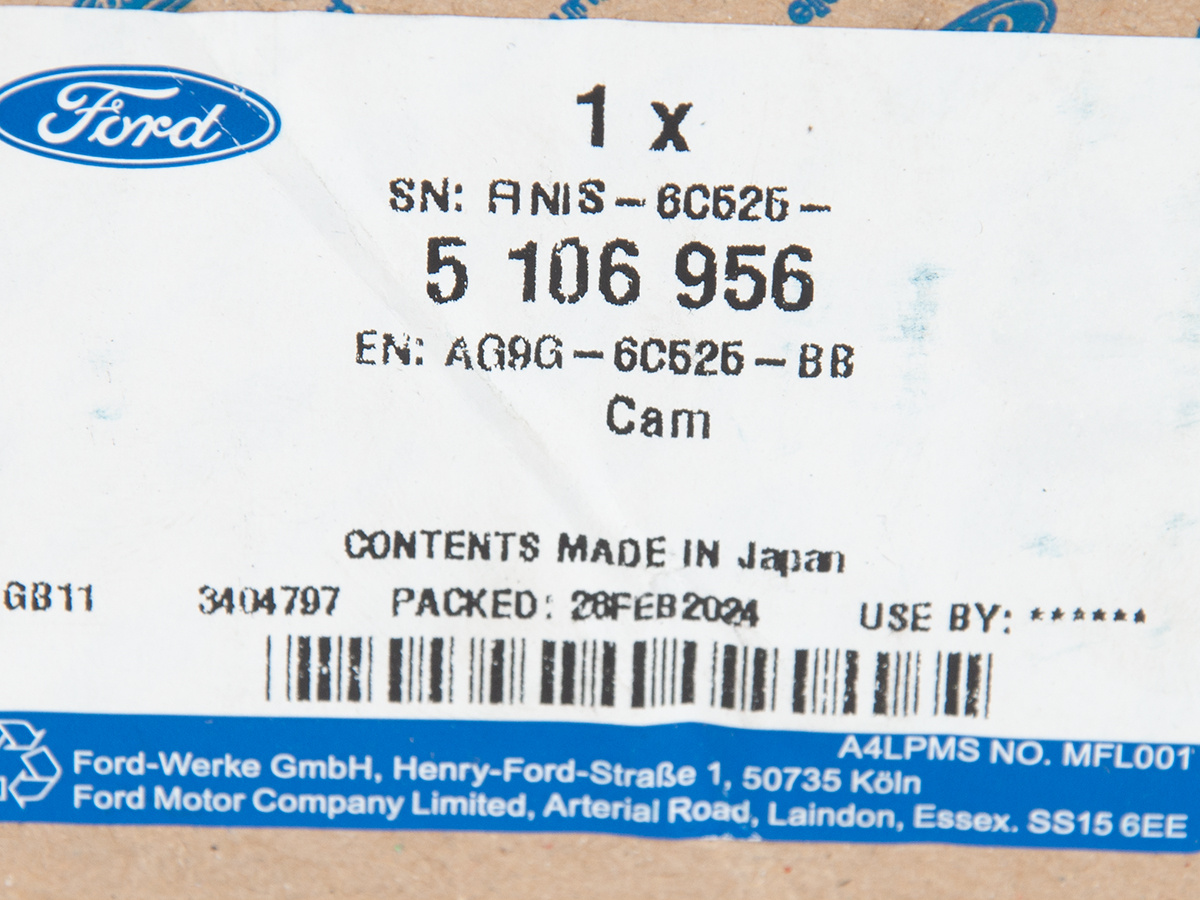 Ford
1 x
SN: ANIS-6C525-
5 106 956
EN: AG9G-6C525-BB
Cam
CONTENTS MADE IN Japan
GB11 3404797 PACKED: 28FEB2024 USE BY: ******
A4LPMS NO. MFL001
Ford-Werke GmbH, Henry-Ford-Straße 1, 50735 Köln
Ford Motor Company Limited, Arterial Road, Laindon, Essex. SS15 6EE